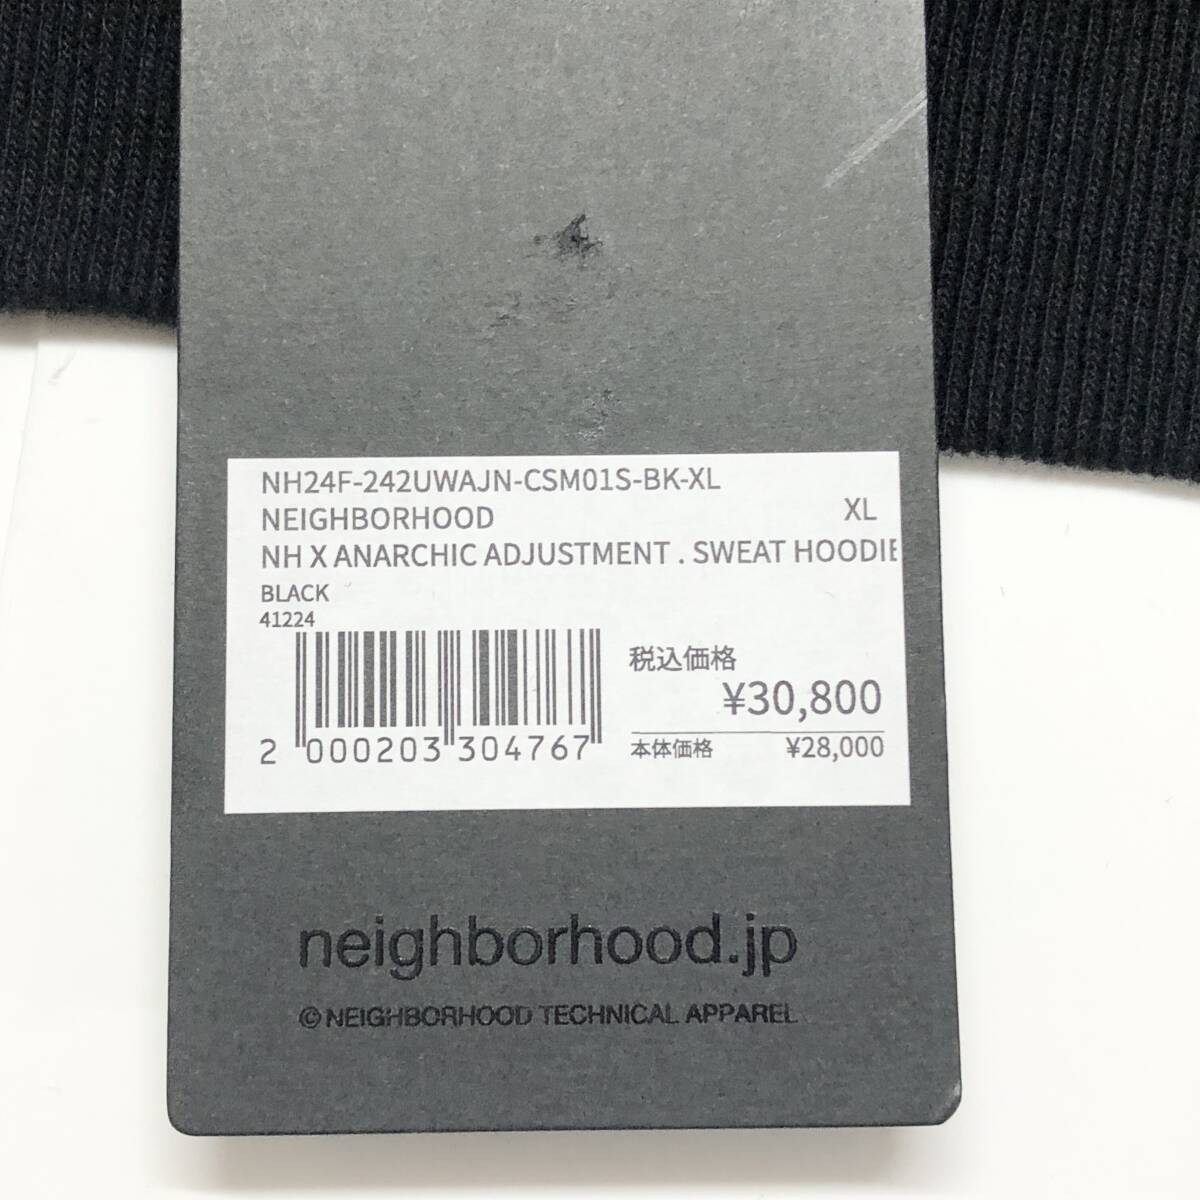 NH24F-242UWAJN-CSM01S-BK-XL
NEIGHBORHOOD XL
NH X ANARCHIC ADJUSTMENT . SWEAT HOODIE
BLACK
41224
税込価格
¥30,800
本体価格 ¥28,000
2 000203 304767
neighborhood.jp
© NEIGHBORHOOD TECHNICAL APPAREL